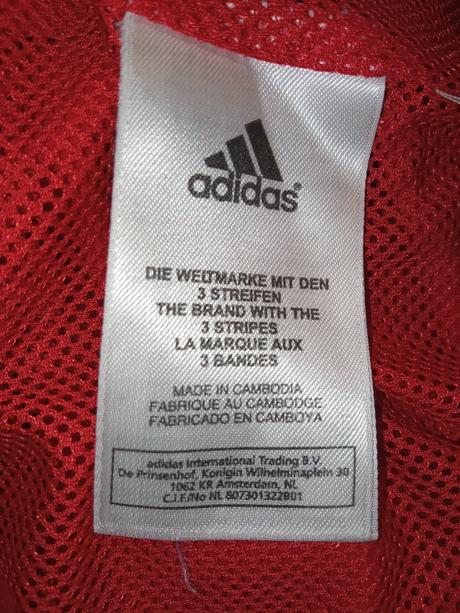 adidas®
DIE WELTMARKE MIT DEN
3 STREIFEN
THE BRAND WITH THE
3 STRIPES
LA MARQUE AUX
3 BANDES
MADE IN CAMBODIA
FABRIQUE AU CAMBODGE
FABRICADO EN CAMBOYA
adidas International Trading B.V.
De Prinsenhof, Konigin Wilhelminaplein 30
1062 KR Amsterdam, NL
C.I.F./No NL 807301322B01